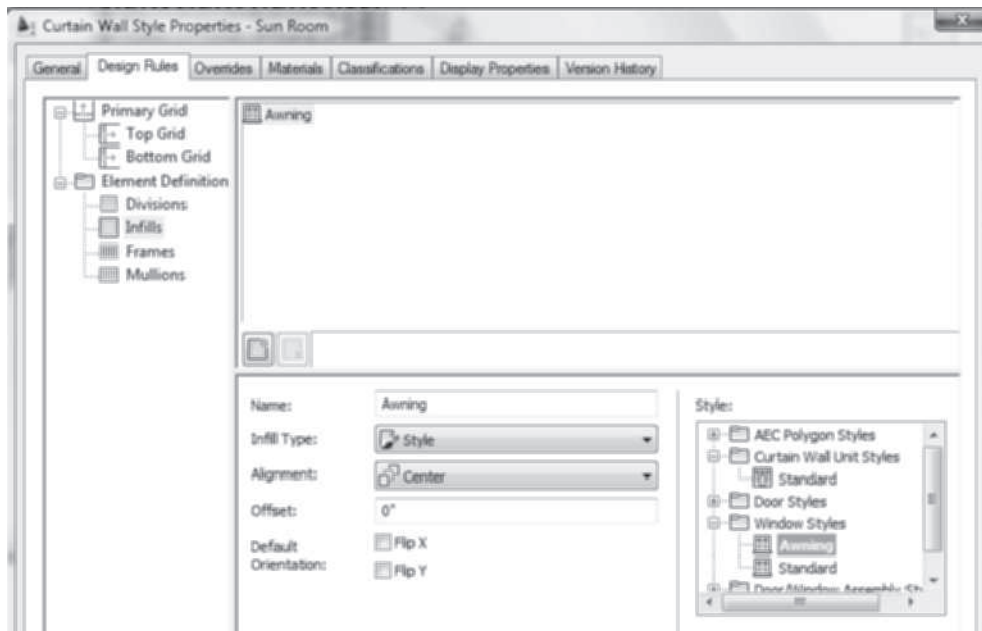 Curtain Wall Style Properties - Sun Room
General Design Rules Overrides Materials Classifications Display Properties Version History
Primary Grid
Top Grid
Bottom Grid
Element Definition
Divisions
Infills
Frames
Mullions
Awning
Name: Awning
Infill Type: Style
Alignment: Center
Offset: 0"
Default Orientation:
Flip X
Flip Y
Style:
AEC Polygon Styles
Curtain Wall Unit Styles
Standard
Door Styles
Window Styles
Awning
Standard
Door/Window Assembly